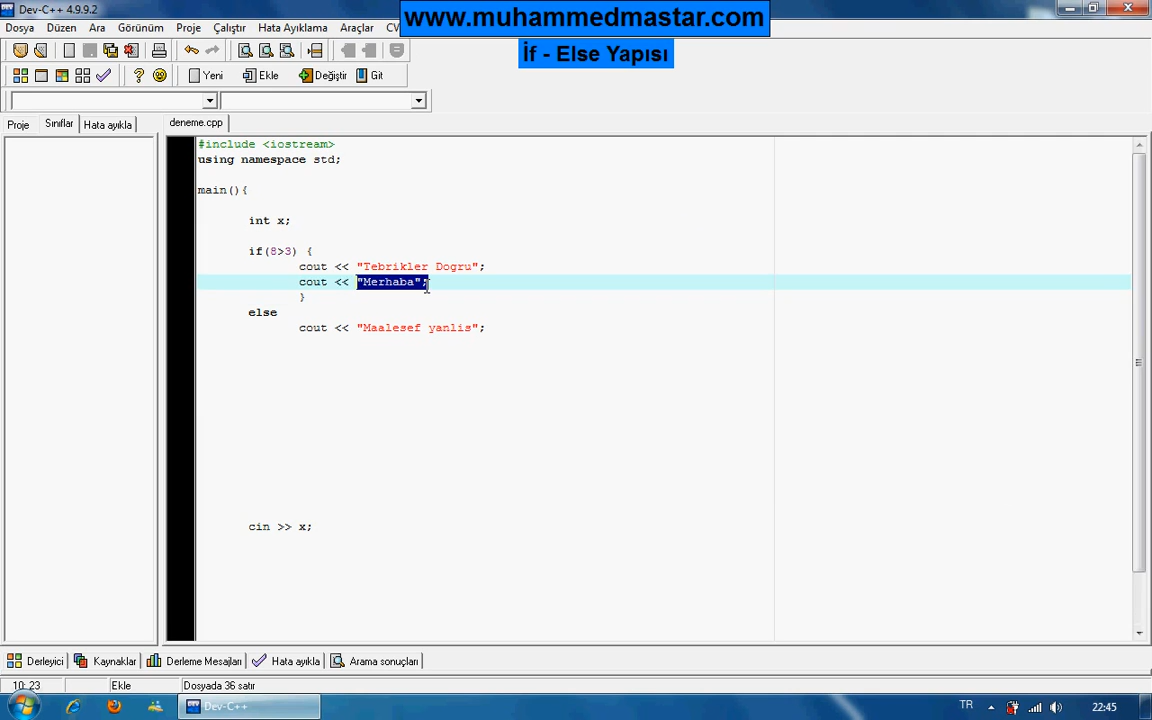 Dev-C++ 4.9.9.2
www.muhammedmastar.com
Dosya Düzen Ara Görünüm Proje Çalıştır Hata Ayıklama Araçlar CV
İf - Else Yapısı
Yeni Ekle Değiştir Git
Proje Sınıflar Hata ayıkla deneme.cpp
#include <iostream>
using namespace std;
main(){
int x;
if(8>3) {
cout << "Tebrikler Dogru";
cout << "Merhaba";
}
else
cout << "Maalesef yanlis";
cin >> x;
Derleyici Kaynaklar Derleme Mesajları Hata ayıkla Arama sonuçları
10: 23 Ekle Dosyada 36 satır
Dev-C++ TR 22:45